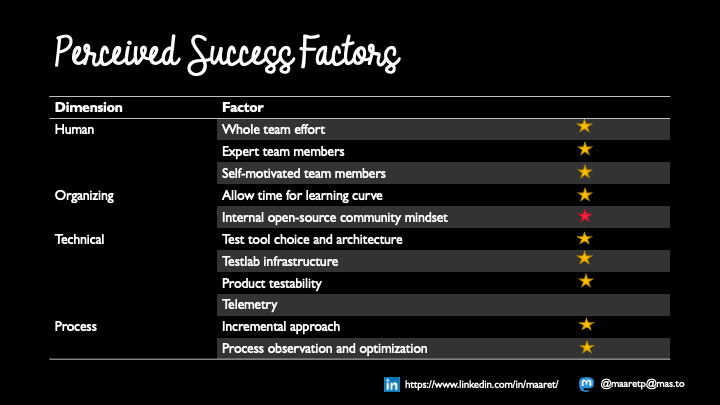 Perceived Success Factors
Dimension Factor
Human Whole team effort
Expert team members
Self-motivated team members
Organizing Allow time for learning curve
Internal open-source community mindset
Technical Test tool choice and architecture
Testlab infrastructure
Product testability
Telemetry
Process Incremental approach
Process observation and optimization
in https://www.linkedin.com/in/maaret/ m @maaretp@mas.to